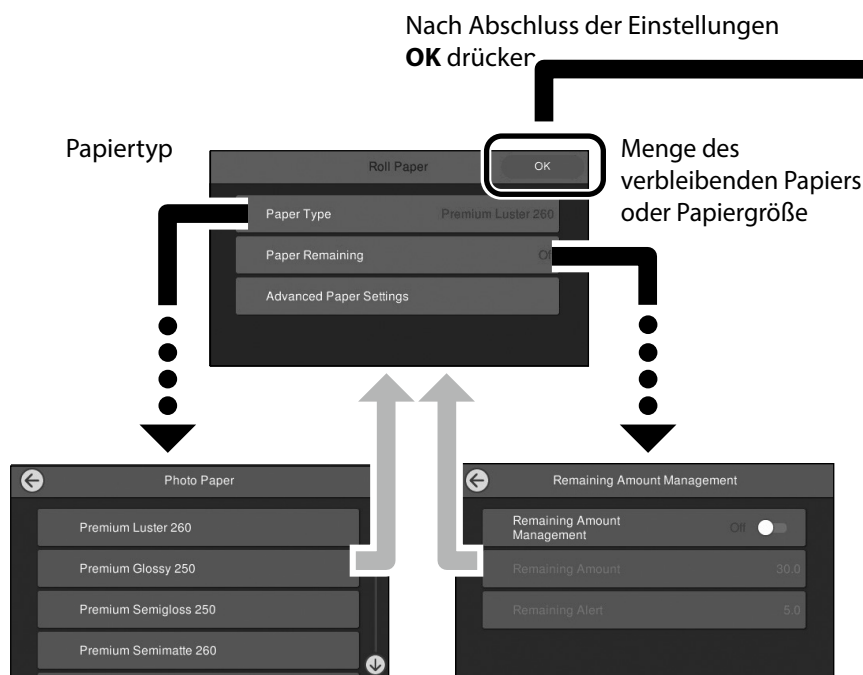 Nach Abschluss der Einstellungen
OK drücken
Papiertyp
Menge des
verbleibenden Papiers
oder Papiergröße
Roll Paper
OK
Paper Type Premium Luster 260
Paper Remaining
Advanced Paper Settings
Photo Paper
Premium Luster 260
Premium Glossy 250
Premium Semigloss 250
Premium Semimatte 260
Remaining Amount Management
Remaining Amount
Management
Off
Remaining Amount 30.0
Remaining Alert 5.0